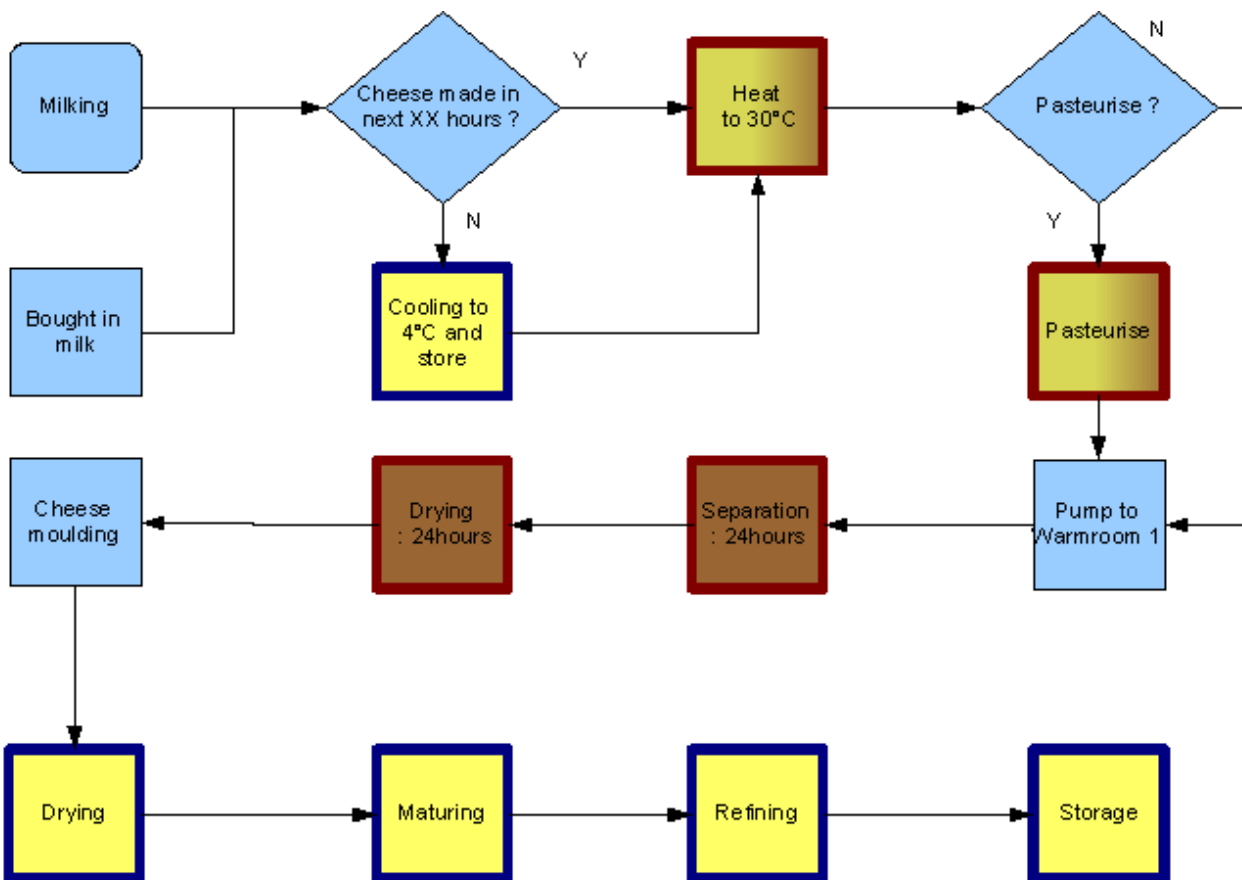 Milking
Cheese made in
next XX hours ?
Y
Heat
to 30°C
Pasteurise ?
N
N
Y
Bought in
milk
Cooling to
4°C and
store
Pasteurise
Cheese
moulding
Drying
: 24hours
Separation
: 24hours
Pump to
Warmroom 1
Drying
Maturing
Refining
Storage